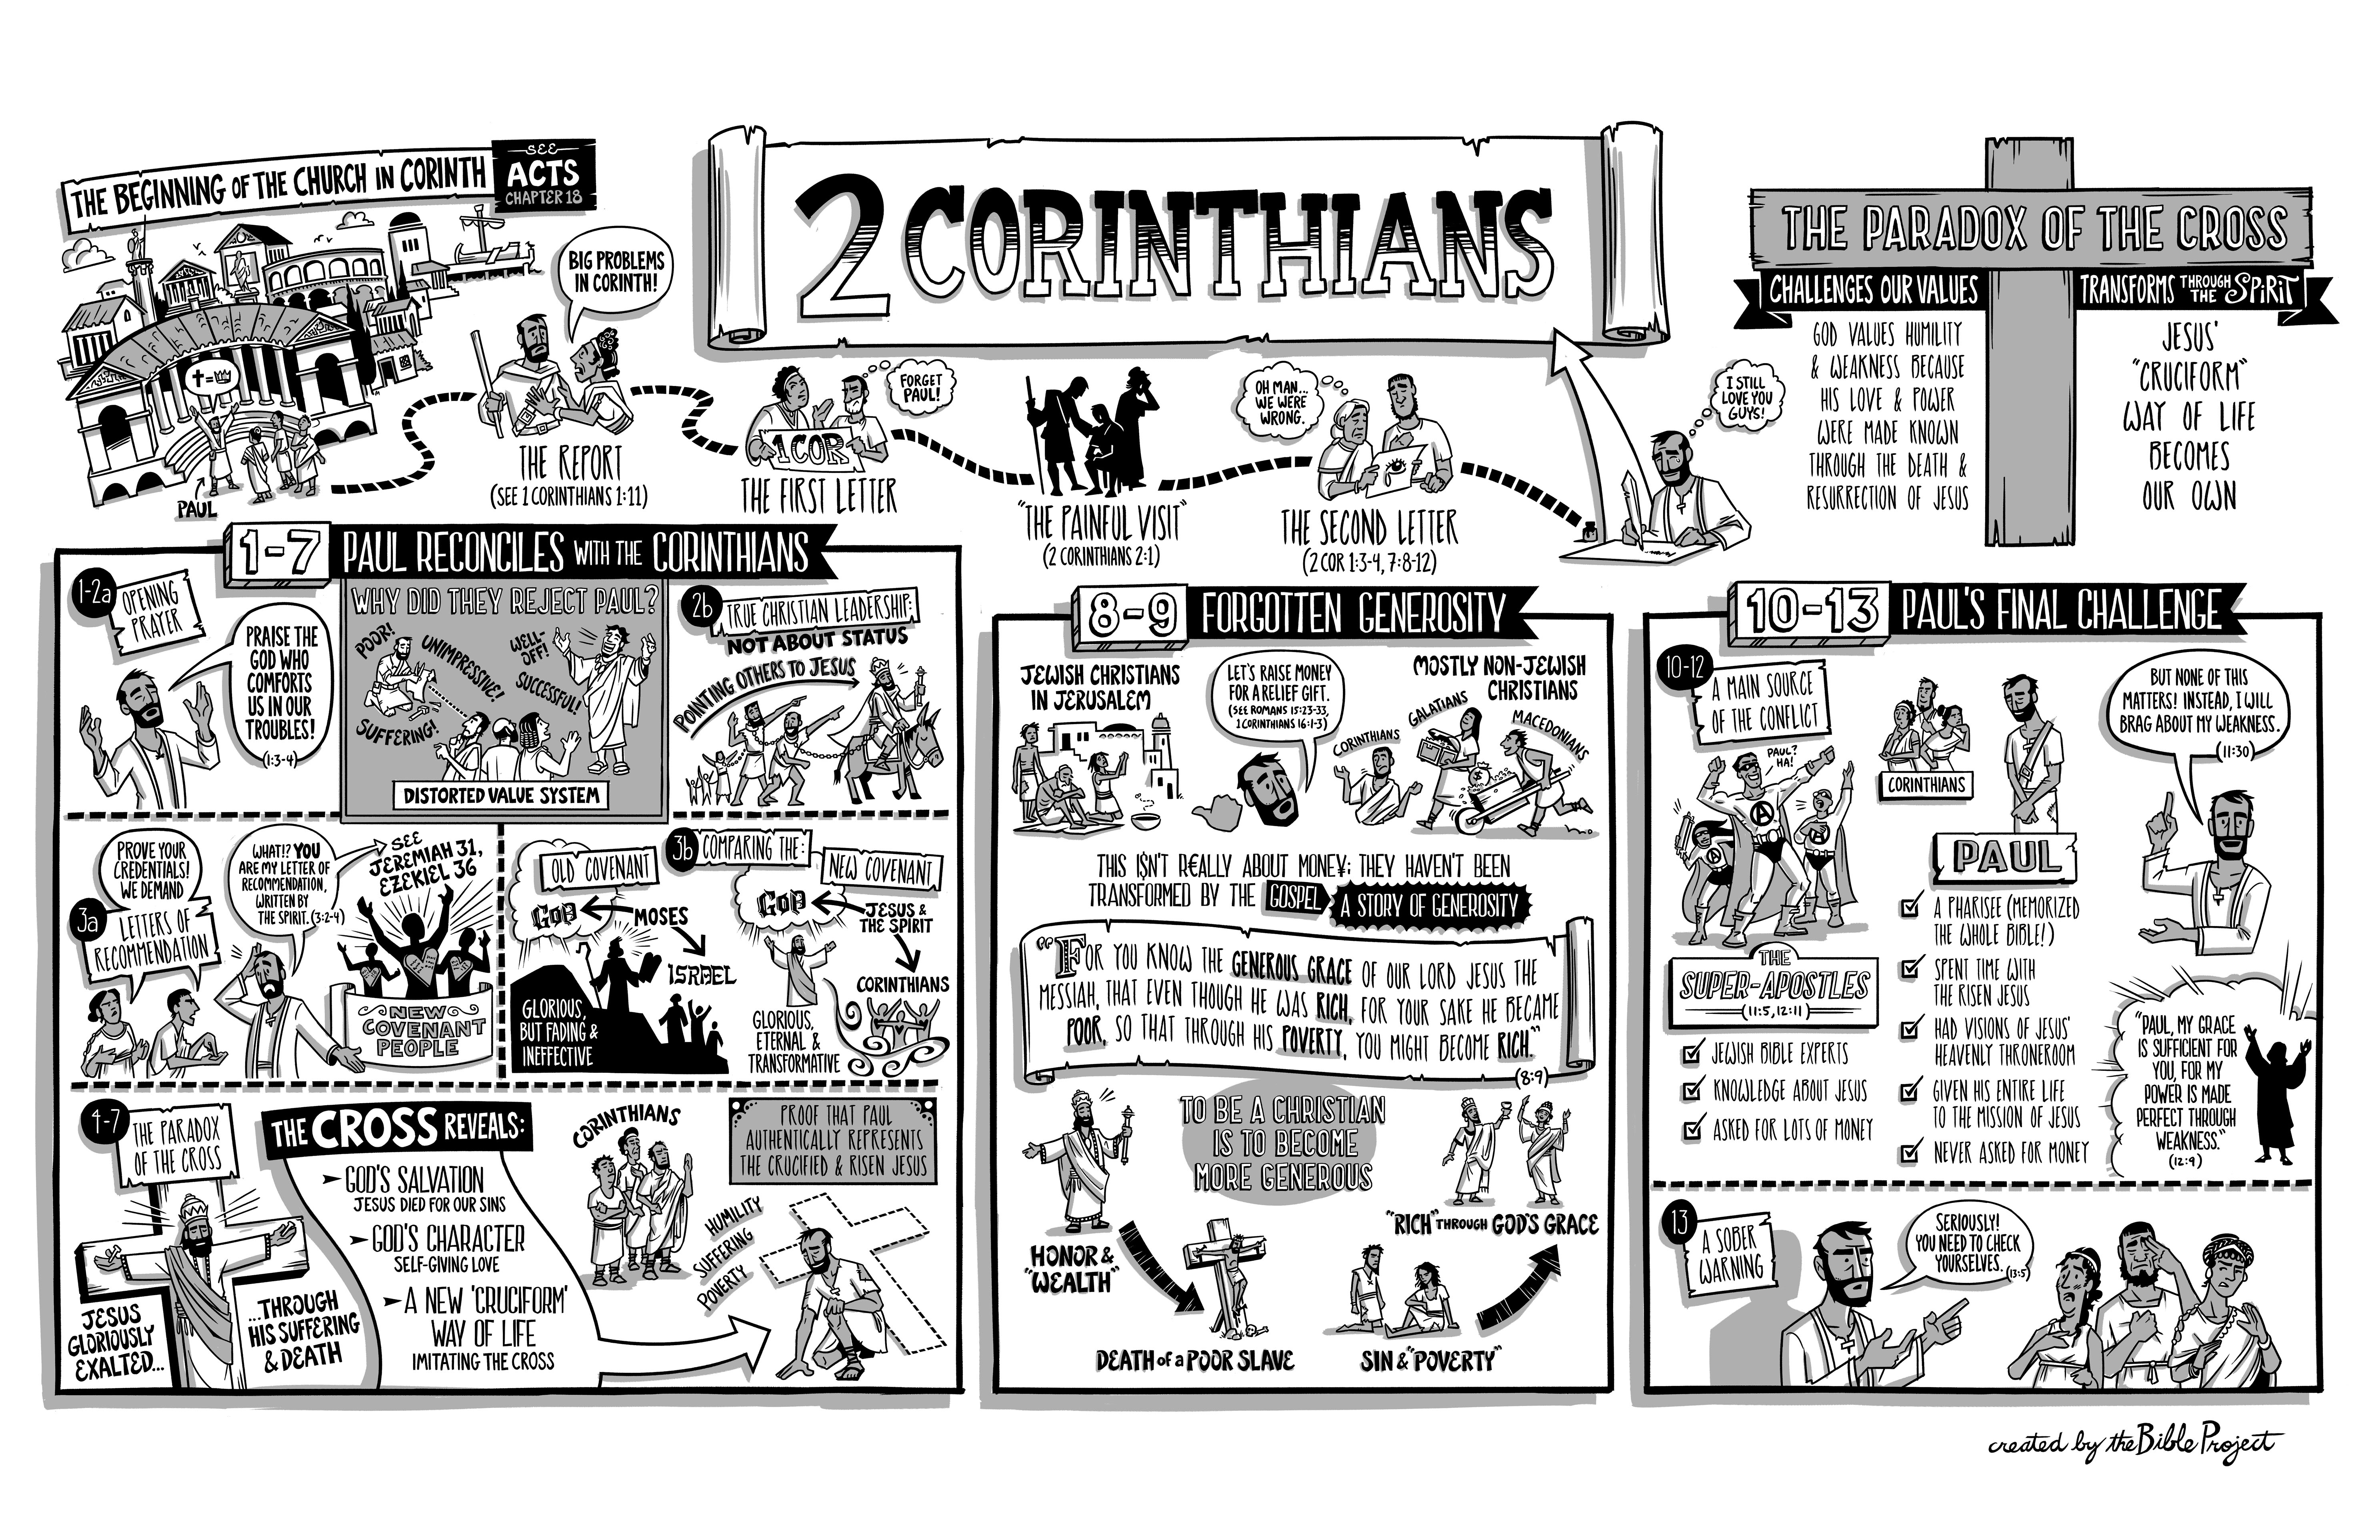 THE BEGINNING OF THE CHURCH IN CORINTH
SEE
ACTS
CHAPTER 18
BIG PROBLEMS
IN CORINTH!
PAUL
THE REPORT
(SEE 1 CORINTHIANS 1:11)
FORGET
PAUL!
1 COR
THE FIRST LETTER
2 CORINTHIANS
"THE PAINFUL VISIT"
(2 CORINTHIANS 2:1)
OH MAN...
WE WERE
WRONG.
THE SECOND LETTER
(2 COR 1:3-4, 7:8-12)
I STILL
LOVE YOU
GUYS!
THE PARADOX OF THE CROSS
CHALLENGES OUR VALUES
GOD VALUES HUMILITY
& WEAKNESS BECAUSE
HIS LOVE & POWER
WERE MADE KNOWN
THROUGH THE DEATH &
RESURRECTION OF JESUS
TRANSFORMS THROUGH THE SPIRIT
JESUS'
"CRUCIFORM"
WAY OF LIFE
BECOMES
OUR OWN
1-7 PAUL RECONCILES WITH THE CORINTHIANS
1-2a
OPENING
PRAYER
PRAISE THE
GOD WHO
COMFORTS
US IN OUR
TROUBLES!
(1:3-4)
WHY DID THEY REJECT PAUL?
POOR!
UNIMPRESSIVE!
SUFFERING!
WELL-
OFF!
SUCCESSFUL!
DISTORTED VALUE SYSTEM
2b
TRUE CHRISTIAN LEADERSHIP:
NOT ABOUT STATUS
POINTING OTHERS TO JESUS
PROVE YOUR
CREDENTIALS!
WE DEMAND
3a
LETTERS OF
RECOMMENDATION
WHAT!? YOU
ARE MY LETTER OF
RECOMMENDATION,
WRITTEN BY
THE SPIRIT. (3:2-4)
SEE
JEREMIAH 31,
EZEKIEL 36
NEW
COVENANT
PEOPLE
3b
COMPARING THE:
OLD COVENANT
GOD
MOSES
ISRAEL
GLORIOUS,
BUT FADING &
INEFFECTIVE
NEW COVENANT
GOD
JESUS &
THE SPIRIT
CORINTHIANS
GLORIOUS,
ETERNAL &
TRANSFORMATIVE
4-7
THE PARADOX
OF THE CROSS
JESUS
GLORIOUSLY
EXALTED...
...THROUGH
HIS SUFFERING
& DEATH
THE CROSS REVEALS:
GOD'S SALVATION
JESUS DIED FOR OUR SINS
GOD'S CHARACTER
SELF-GIVING LOVE
A NEW 'CRUCIFORM'
WAY OF LIFE
IMITATING THE CROSS
CORINTHIANS
PROOF THAT PAUL
AUTHENTICALLY REPRESENTS
THE CRUCIFIED & RISEN JESUS
HUMILITY
SUFFERING
POVERTY
8-9 FORGOTTEN GENEROSITY
JEWISH CHRISTIANS
IN JERUSALEM
LET'S RAISE MONEY
FOR A RELIEF GIFT.
(SEE ROMANS 15:23-33,
1 CORINTHIANS 16:1-3)
MOSTLY NON-JEWISH
CHRISTIANS
CORINTHIANS
GALATIANS
MACEDONIANS
THIS I$N'T R€ALLY ABOUT MONE¥; THEY HAVEN'T BEEN
TRANSFORMED BY THE GOSPEL A STORY OF GENEROSITY
"FOR YOU KNOW THE GENEROUS GRACE OF OUR LORD JESUS THE
MESSIAH, THAT EVEN THOUGH HE WAS RICH, FOR YOUR SAKE HE BECAME
POOR, SO THAT THROUGH HIS POVERTY, YOU MIGHT BECOME RICH."
(8:9)
TO BE A CHRISTIAN
IS TO BECOME
MORE GENEROUS
HONOR &
"WEALTH"
DEATH of a POOR SLAVE
SIN & "POVERTY"
"RICH" THROUGH GOD'S GRACE
10-13 PAUL'S FINAL CHALLENGE
10-12
A MAIN SOURCE
OF THE CONFLICT
PAUL?
HA!
A
A
A
THE
SUPER-APOSTLES
(11:5, 12:11)
JEWISH BIBLE EXPERTS
KNOWLEDGE ABOUT JESUS
ASKED FOR LOTS OF MONEY
CORINTHIANS
PAUL
A PHARISEE (MEMORIZED
THE WHOLE BIBLE!)
SPENT TIME WITH
THE RISEN JESUS
HAD VISIONS OF JESUS'
HEAVENLY THRONEROOM
GIVEN HIS ENTIRE LIFE
TO THE MISSION OF JESUS
NEVER ASKED FOR MONEY
BUT NONE OF THIS
MATTERS! INSTEAD, I WILL
BRAG ABOUT MY WEAKNESS.
(11:30)
"PAUL, MY GRACE
IS SUFFICIENT FOR
YOU, FOR MY
POWER IS MADE
PERFECT THROUGH
WEAKNESS."
(12:9)
13
A SOBER
WARNING
SERIOUSLY!
YOU NEED TO CHECK
YOURSELVES.
(13:5)
created by the Bible Project